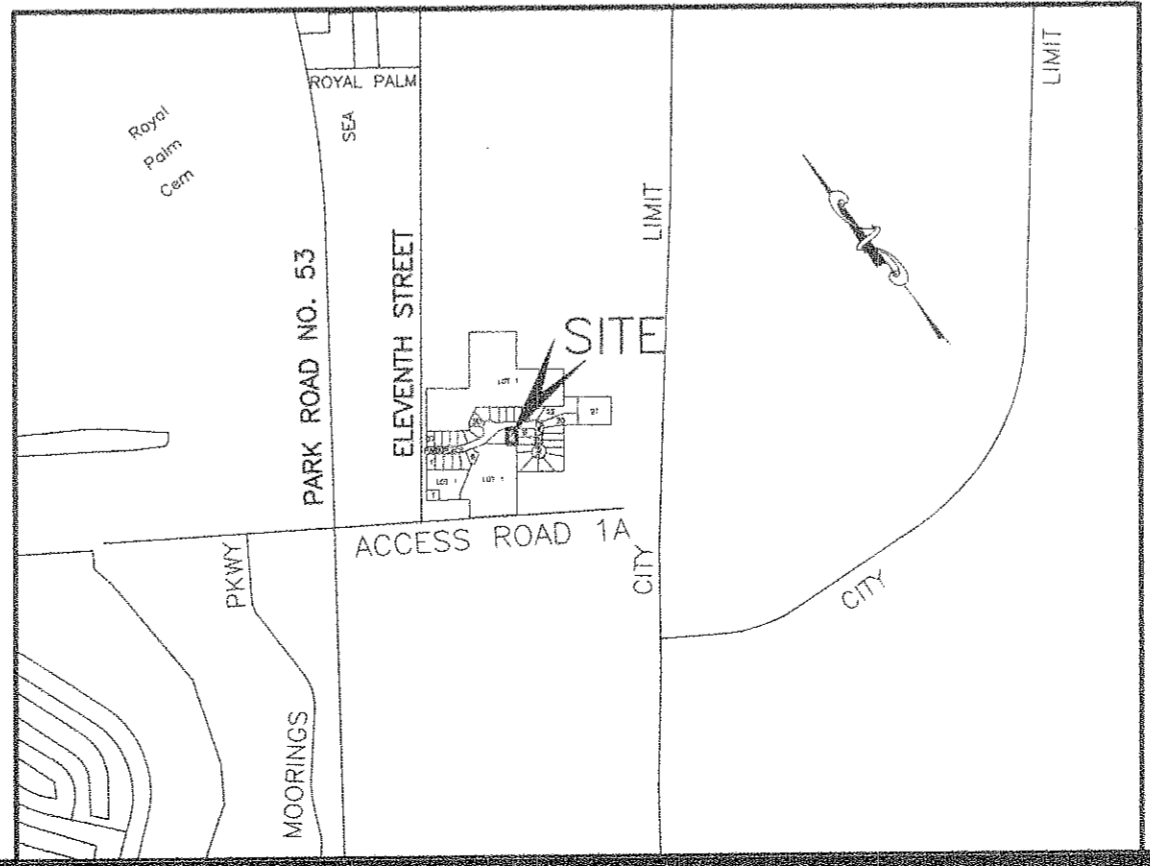 ROYAL PALM
SEA
Royal
Palm
Cem
LIMIT
LIMIT
PARK ROAD NO. 53
ELEVENTH STREET
SITE
LOT 1
LOT 1
LOT 1
ACCESS ROAD 1A
CITY
CITY
PKWY
MOORINGS